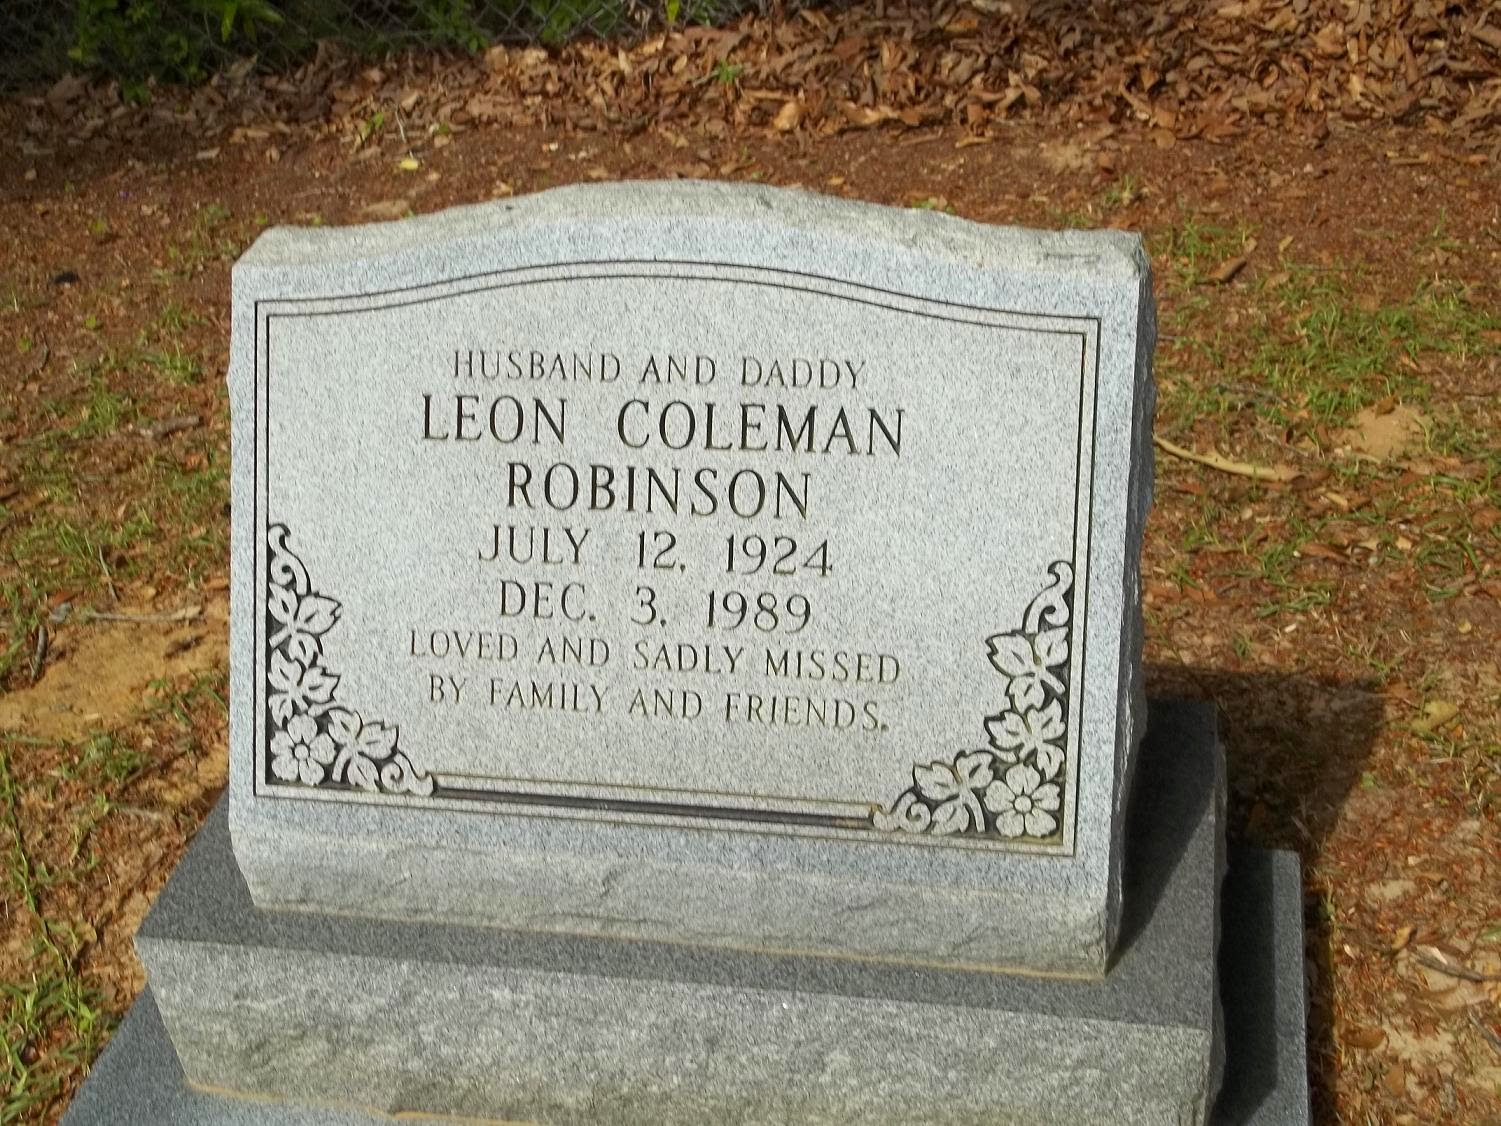 HUSBAND AND DADDY
LEON COLEMAN
ROBINSON
JULY 12, 1924
DEC. 3, 1989
LOVED AND SADLY MISSED
BY FAMILY AND FRIENDS.